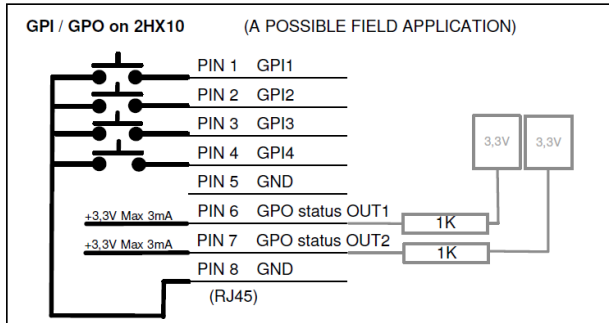 GPI / GPO on 2HX10 (A POSSIBLE FIELD APPLICATION)
PIN 1 GPI1
PIN 2 GPI2
PIN 3 GPI3
PIN 4 GPI4
3,3V 3,3V
PIN 5 GND
+3,3V Max 3mA PIN 6 GPO status OUT1 1K
+3,3V Max 3mA PIN 7 GPO status OUT2 1K
PIN 8 GND
(RJ45)